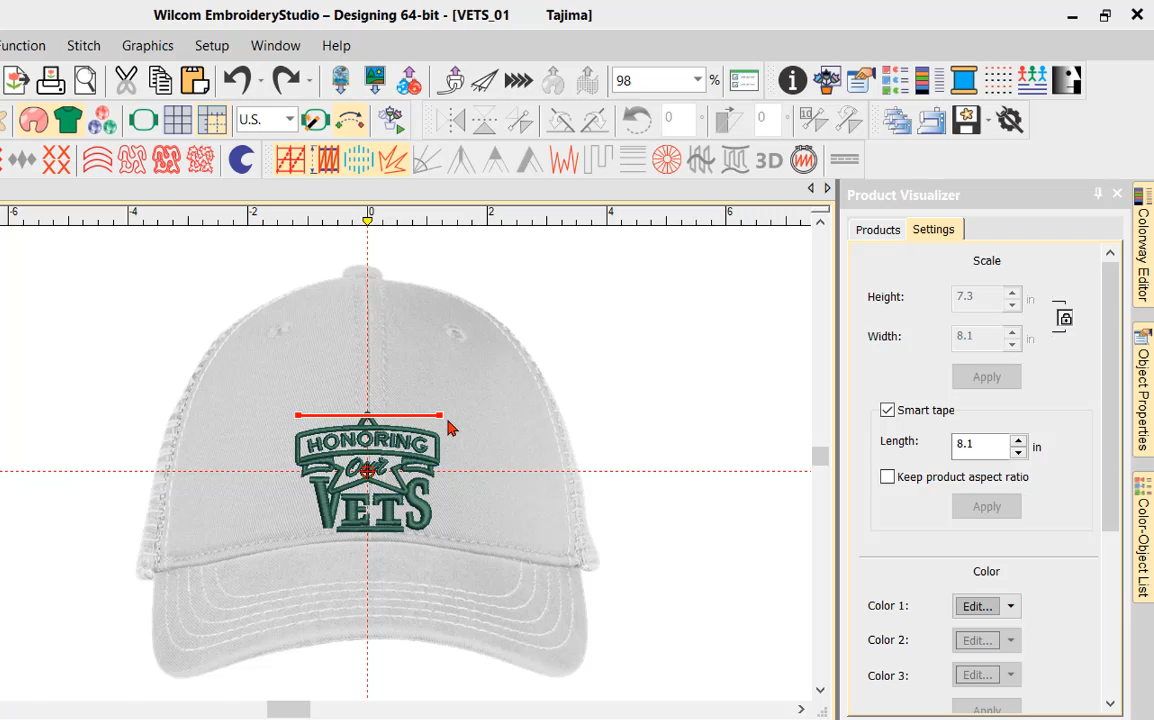 Wilcom EmbroideryStudio – Designing 64-bit - [VETS_01 Tajima]
unction Stitch Graphics Setup Window Help
98 %
U.S. 0 0
3D
-6 -4 -2 0 2 4 6
HONORING
Our
VETS
Product Visualizer
Products Settings
Scale
Height: 7.3 in
Width: 8.1 in
Apply
Smart tape
Length: 8.1 in
Keep product aspect ratio
Apply
Color
Color 1: Edit...
Color 2: Edit...
Color 3: Edit...
Apply
Colorway Editor
Object Properties
Color-Object List